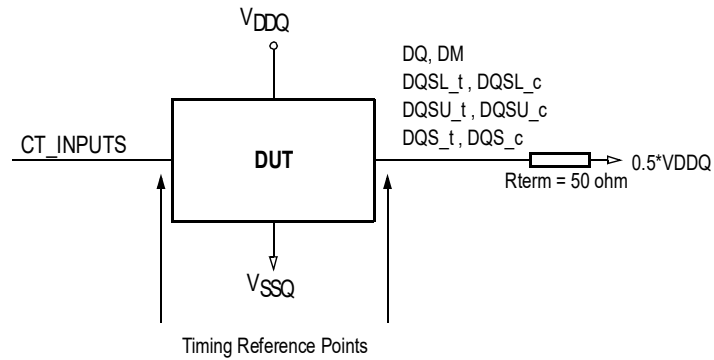 VDDQ
DQ, DM
DQSL_t , DQSL_c
DQSU_t , DQSU_c
DQS_t , DQS_c
CT_INPUTS
DUT
0.5*VDDQ
Rterm = 50 ohm
VSSQ
Timing Reference Points